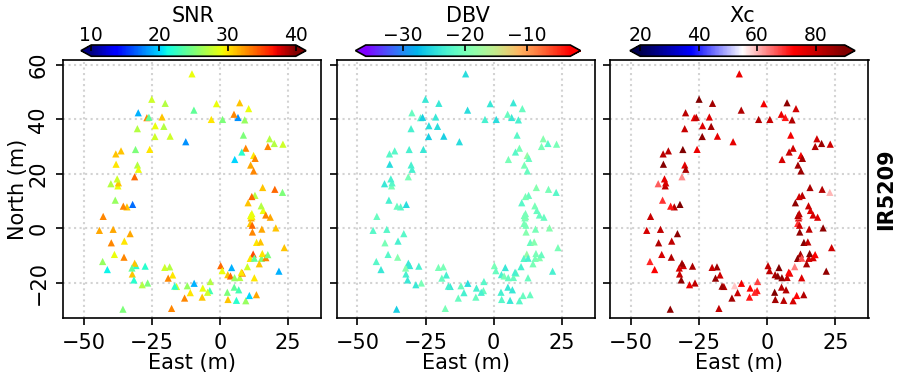 SNR DBV Xc
10 20 30 40 −30 −20 −10 20 40 60 80
60
40
20
0
−20
North (m)
IR5209
−50 −25 0 25 −50 −25 0 25 −50 −25 0 25
East (m) East (m) East (m)